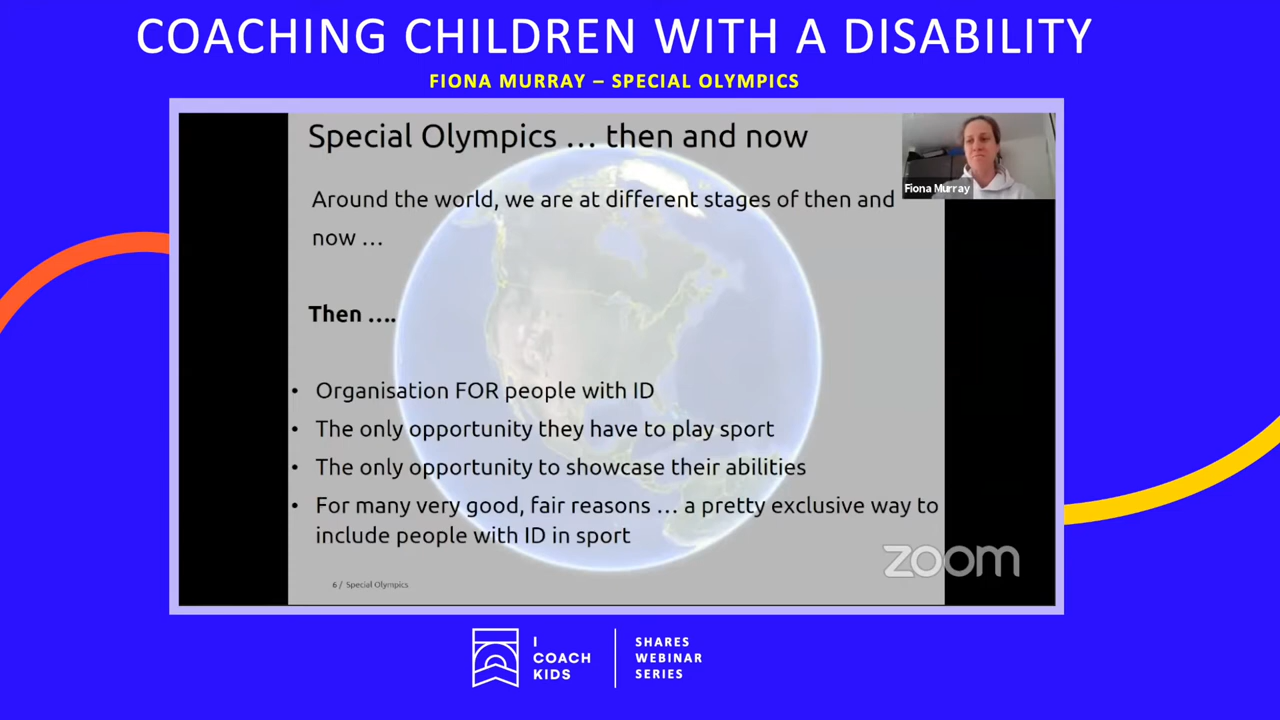 COACHING CHILDREN WITH A DISABILITY
FIONA MURRAY – SPECIAL OLYMPICS
Special Olympics … then and now
Fiona Murray
Around the world, we are at different stages of then and
now …
Then ….
• Organisation FOR people with ID
• The only opportunity they have to play sport
• The only opportunity to showcase their abilities
• For many very good, fair reasons … a pretty exclusive way to
include people with ID in sport
6 / Special Olympics
zoom
I
COACH
KIDS
SHARES
WEBINAR
SERIES